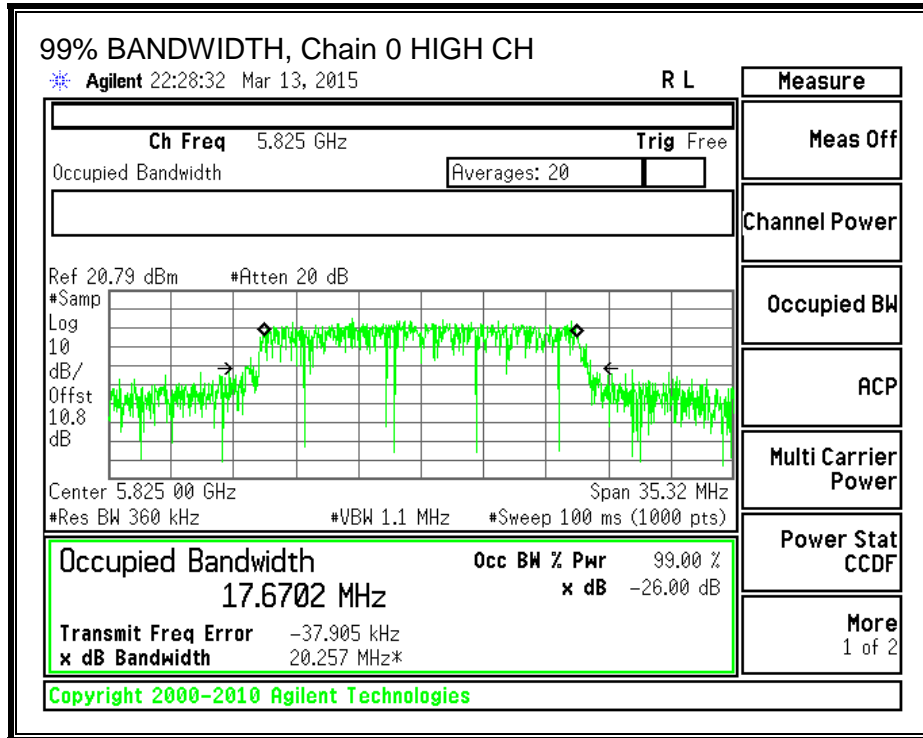 99% BANDWIDTH, Chain 0 HIGH CH
Agilent 22:28:32 Mar 13, 2015 R L
Ch Freq 5.825 GHz Trig Free
Occupied Bandwidth Averages: 20
Ref 20.79 dBm #Atten 20 dB
#Samp
Log
10
dB/
Offst
10.8
dB
Center 5.825 00 GHz Span 35.32 MHz
#Res BW 360 kHz #VBW 1.1 MHz #Sweep 100 ms (1000 pts)
Occupied Bandwidth Occ BW % Pwr 99.00 %
17.6702 MHz x dB -26.00 dB
Transmit Freq Error -37.905 kHz
x dB Bandwidth 20.257 MHz*
Copyright 2000-2010 Agilent Technologies
Measure
Meas Off
Channel Power
Occupied BW
ACP
Multi Carrier
Power
Power Stat
CCDF
More
1 of 2